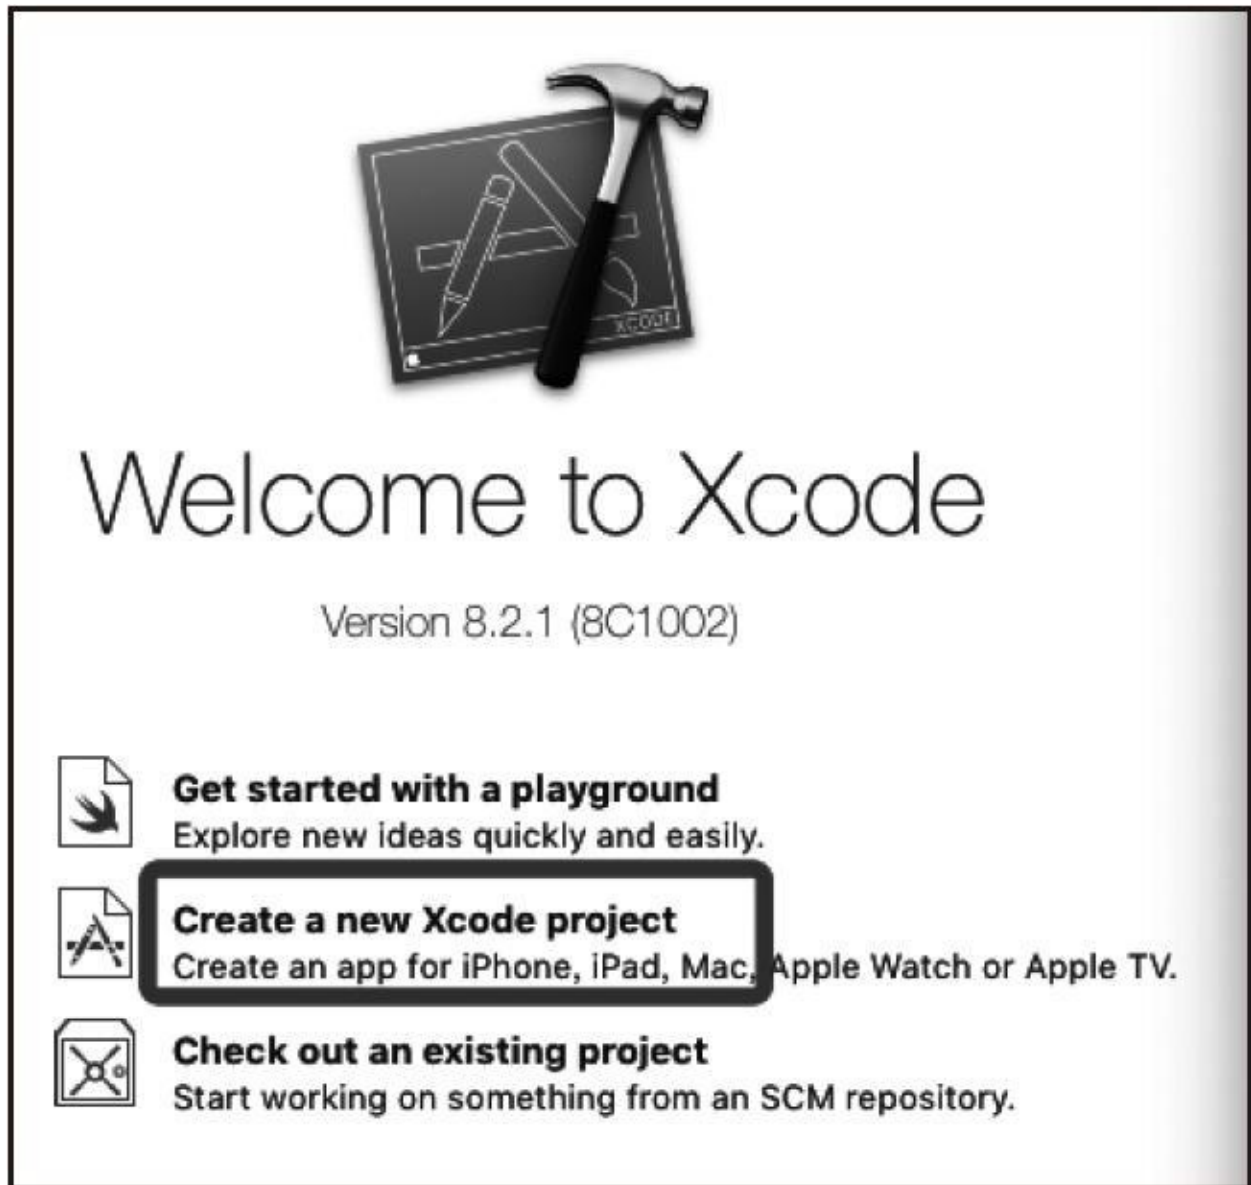 XCODE
Welcome to Xcode
Version 8.2.1 (8C1002)
Get started with a playground
Explore new ideas quickly and easily.
Create a new Xcode project
Create an app for iPhone, iPad, Mac, Apple Watch or Apple TV.
Check out an existing project
Start working on something from an SCM repository.